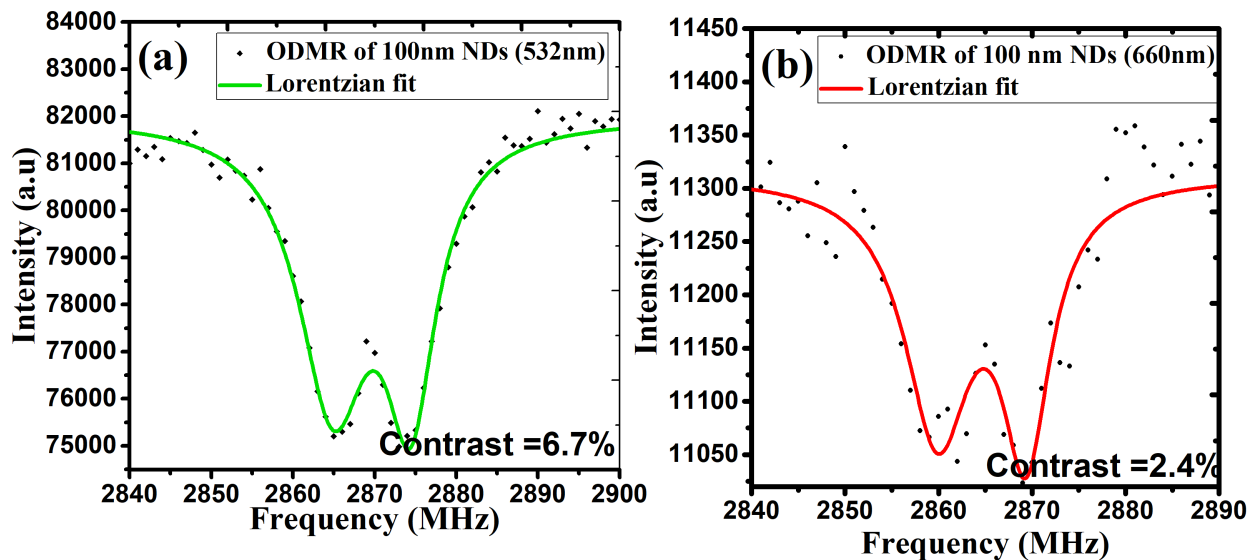 (a)
ODMR of 100nm NDs (532nm)
Lorentzian fit
84000
83000
82000
81000
80000
79000
78000
77000
76000
75000
Intensity (a.u)
Contrast =6.7%
2840 2850 2860 2870 2880 2890 2900
Frequency (MHz)
(b)
ODMR of 100 nm NDs (660nm)
Lorentzian fit
11450
11400
11350
11300
11250
11200
11150
11100
11050
Intensity (a.u)
Contrast =2.4%
2840 2850 2860 2870 2880 2890
Frequency (MHz)